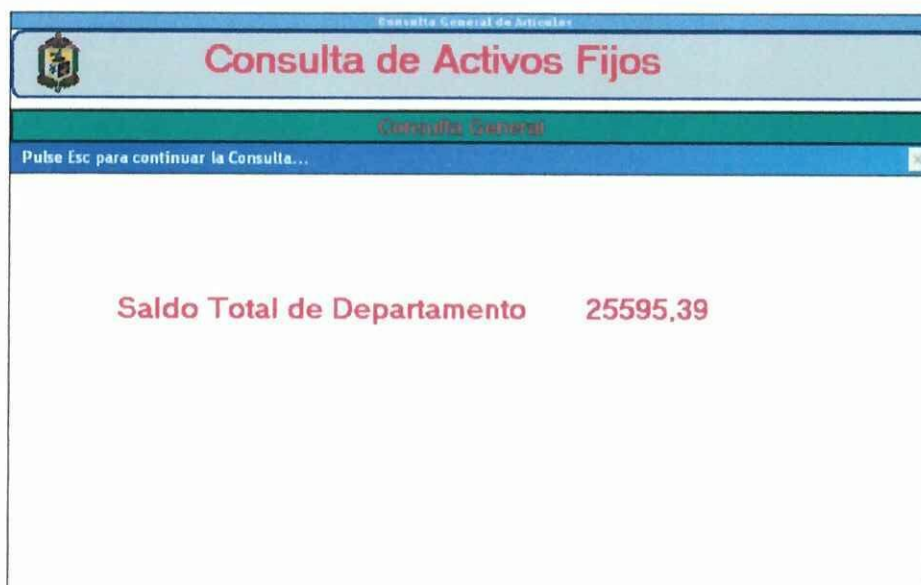 Consulta General de Articulos
Consulta de Activos Fijos
Consulta General
Pulse Esc para continuar la Consulta...
Saldo Total de Departamento 25595,39